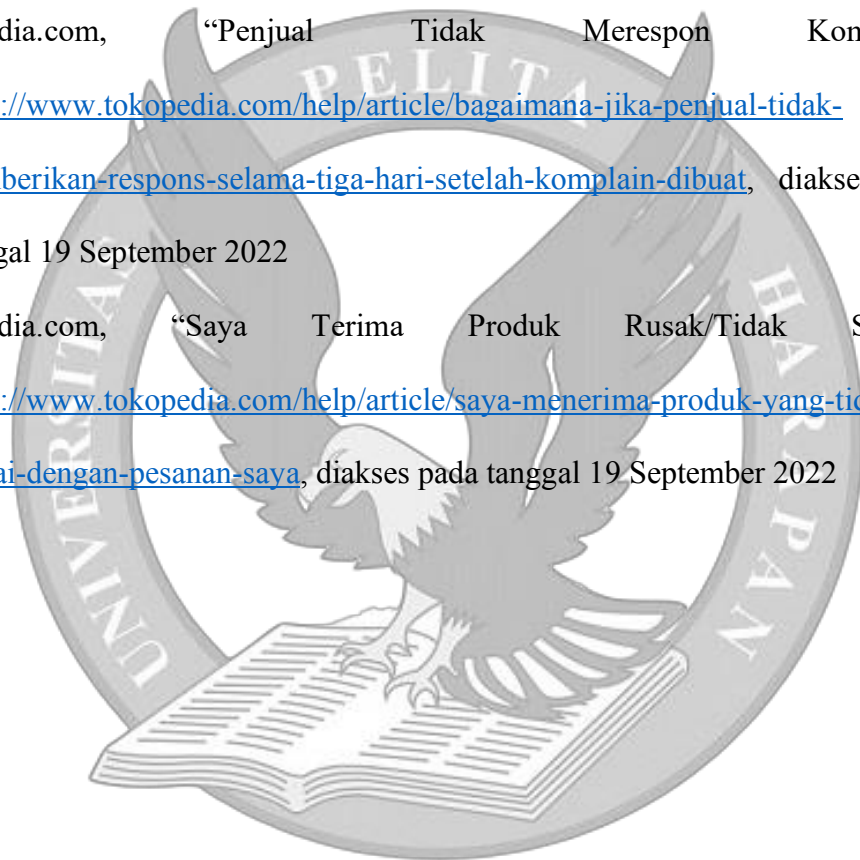 dia.com, “Penjual Tidak Merespon Kom
://www.tokopedia.com/help/article/bagaimana-jika-penjual-tidak-
berikan-respons-selama-tiga-hari-setelah-komplain-dibuat, diakse
gal 19 September 2022
dia.com, “Saya Terima Produk Rusak/Tidak S
://www.tokopedia.com/help/article/saya-menerima-produk-yang-tid
ai-dengan-pesanan-saya, diakses pada tanggal 19 September 2022
UNIVERSITAS PELITA HARAPAN